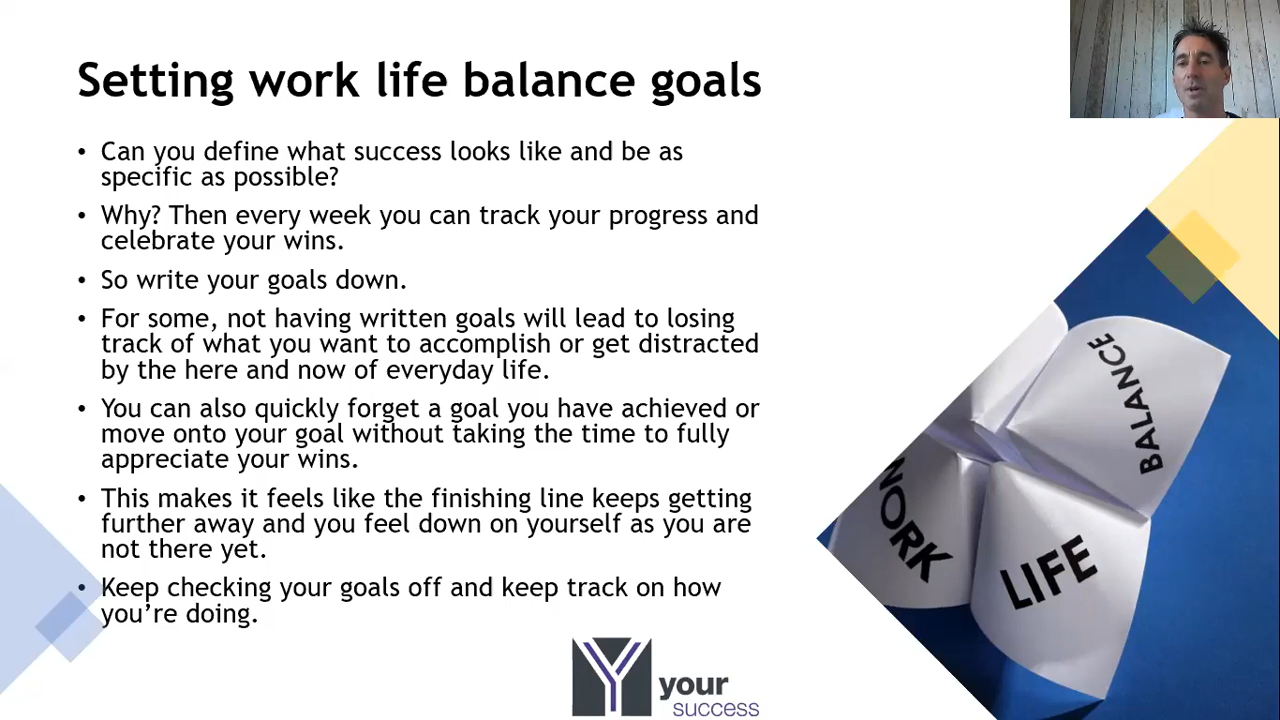 Setting work life balance goals
• Can you define what success looks like and be as
specific as possible?
• Why? Then every week you can track your progress and
celebrate your wins.
• So write your goals down.
• For some, not having written goals will lead to losing
track of what you want to accomplish or get distracted
by the here and now of everyday life.
• You can also quickly forget a goal you have achieved or
move onto your goal without taking the time to fully
appreciate your wins.
• This makes it feels like the finishing line keeps getting
further away and you feel down on yourself as you are
not there yet.
• Keep checking your goals off and keep track on how
you’re doing.
BALANCE
WORK
LIFE
Y your
success